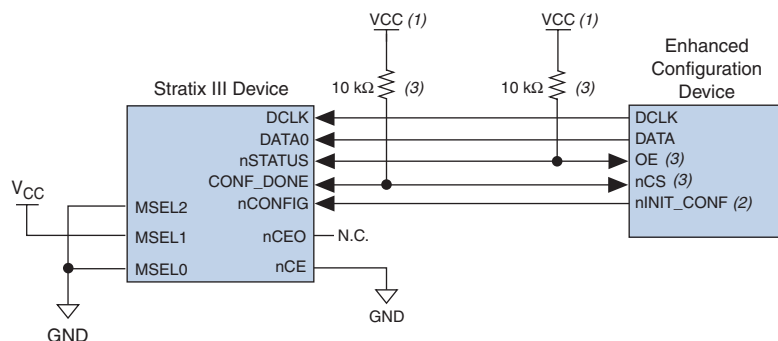 VCC (1)
VCC (1)
Enhanced
Configuration
Device
Stratix III Device
10 kΩ
(3)
10 kΩ
(3)
DCLK
DCLK
DATA0
DATA
nSTATUS
OE (3)
CONF_DONE
nCS (3)
nCONFIG
nINIT_CONF (2)
VCC
MSEL2
MSEL1
nCEO
N.C.
MSEL0
nCE
GND
GND